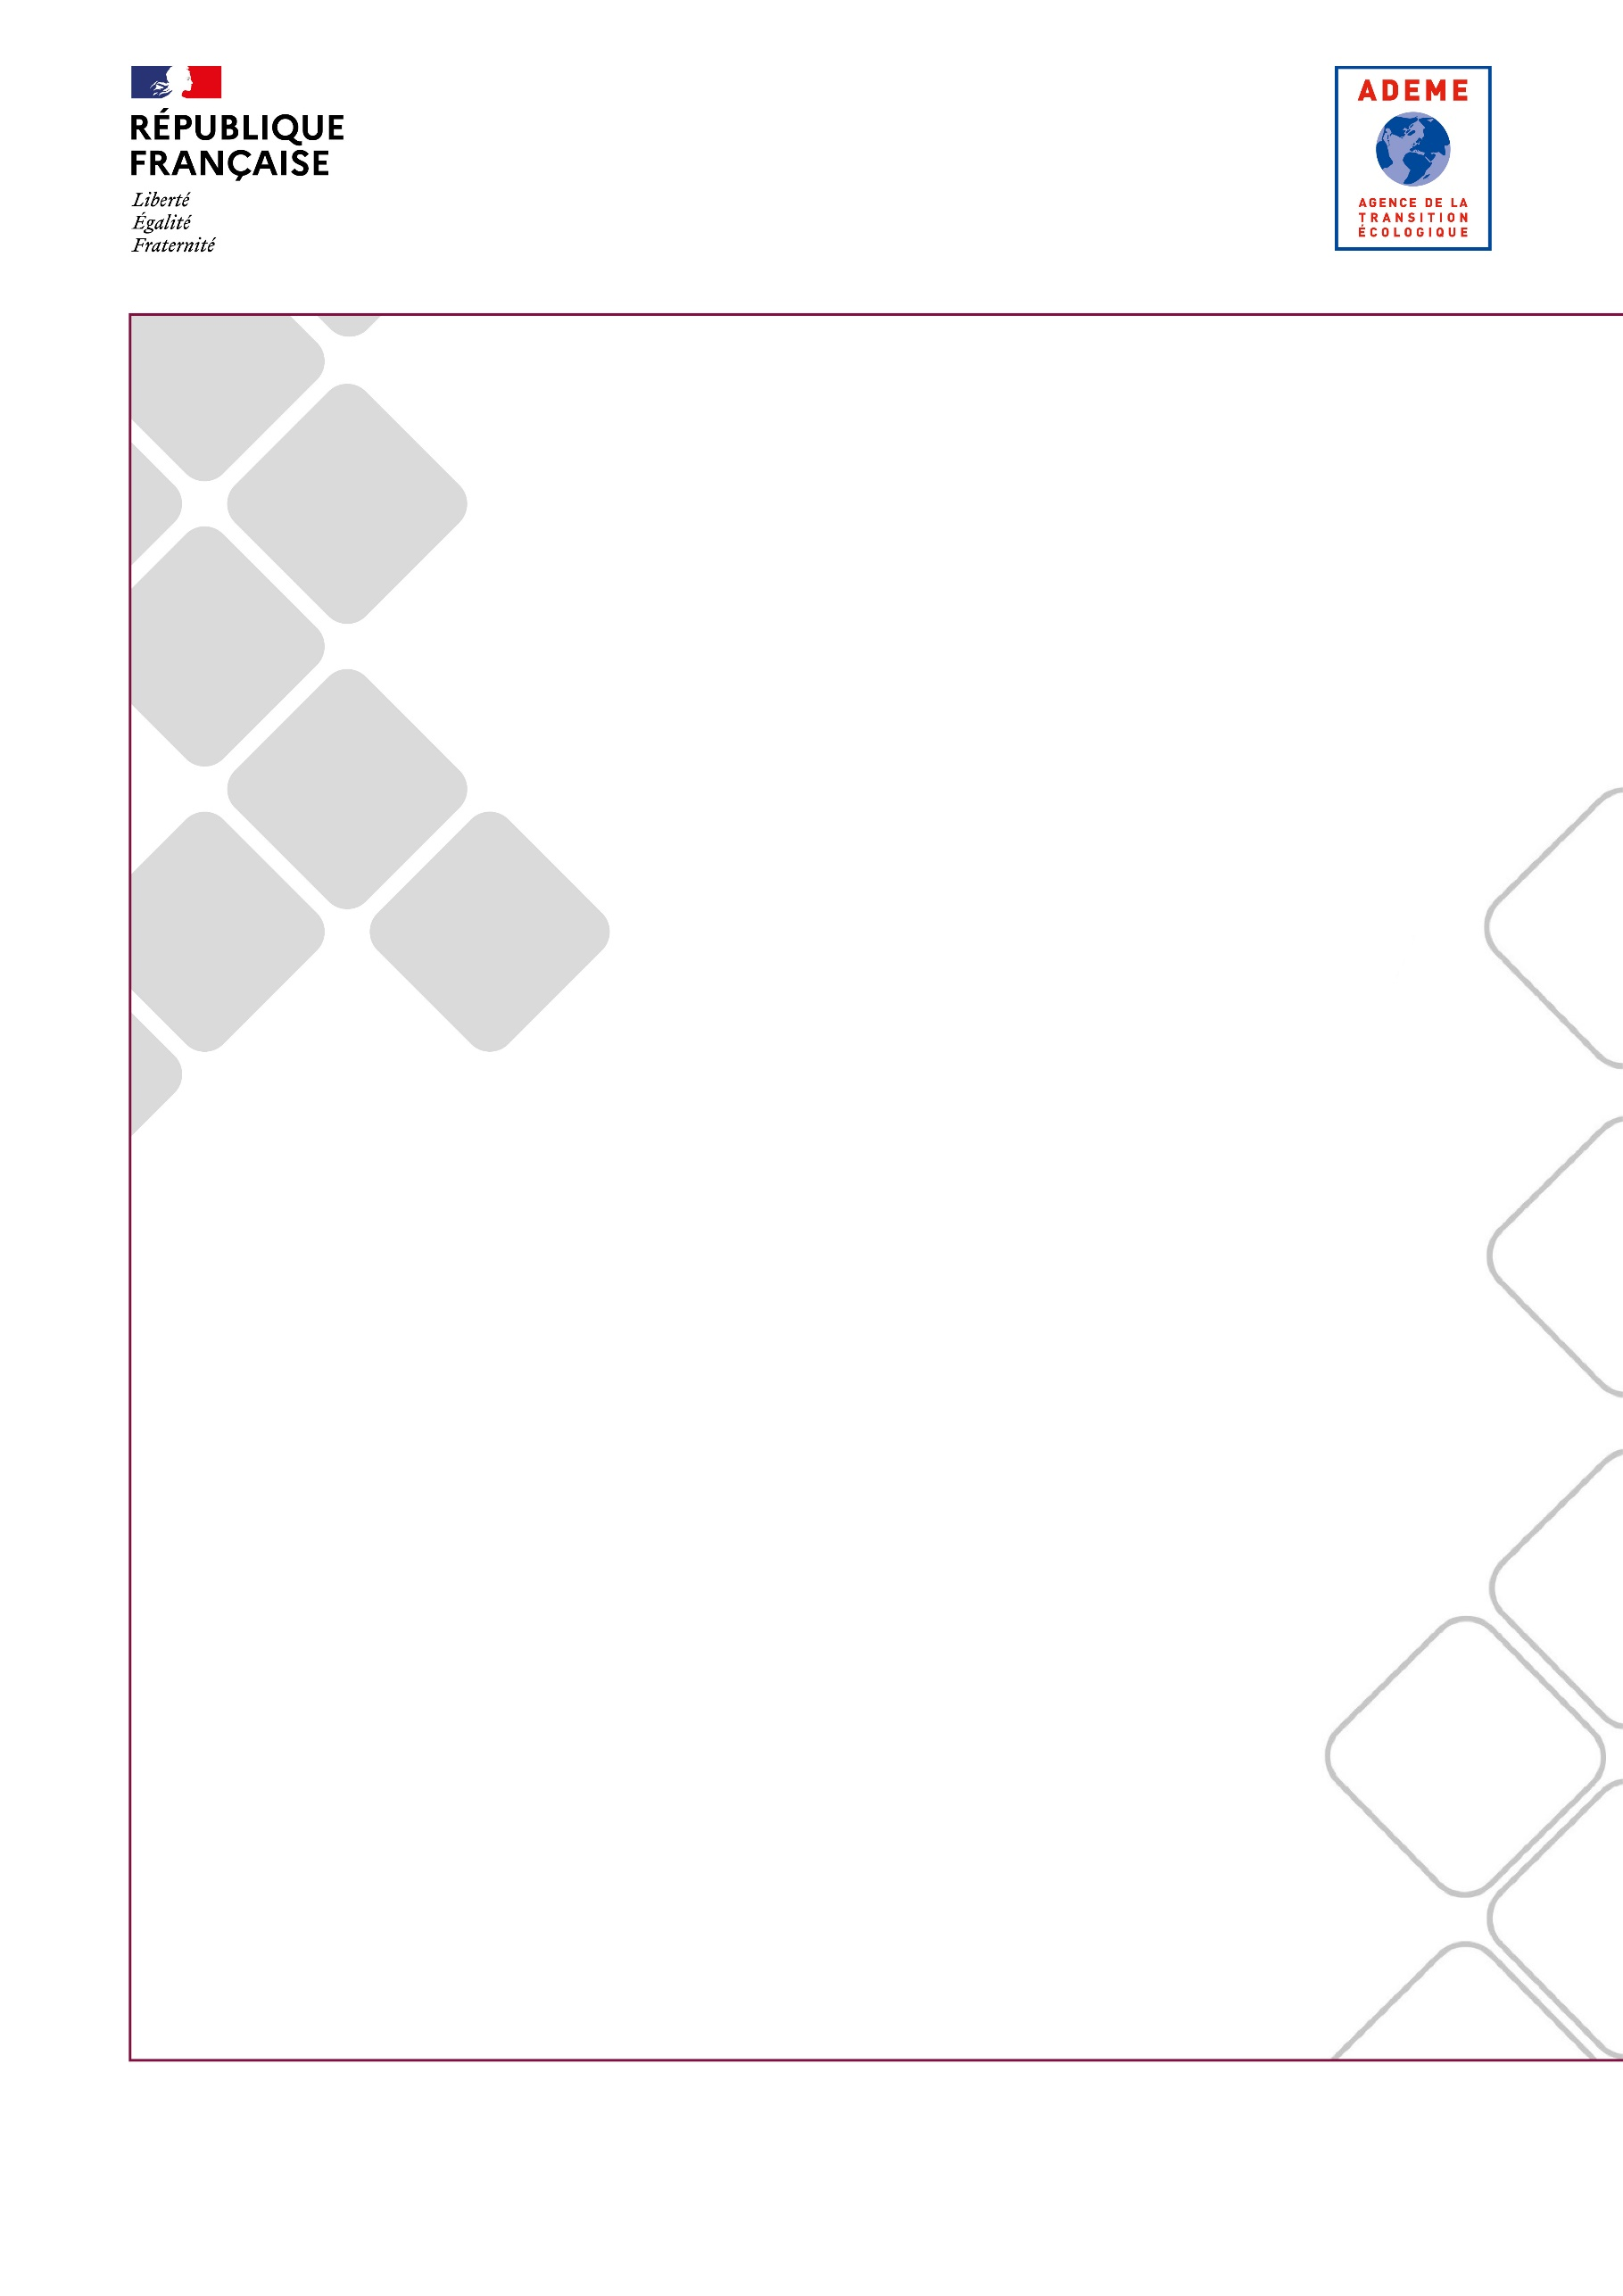 RÉPUBLIQUE
FRANÇAISE
Liberté
Égalité
Fraternité
ADEME
AGENCE DE LA
TRANSITION
ÉCOLOGIQUE